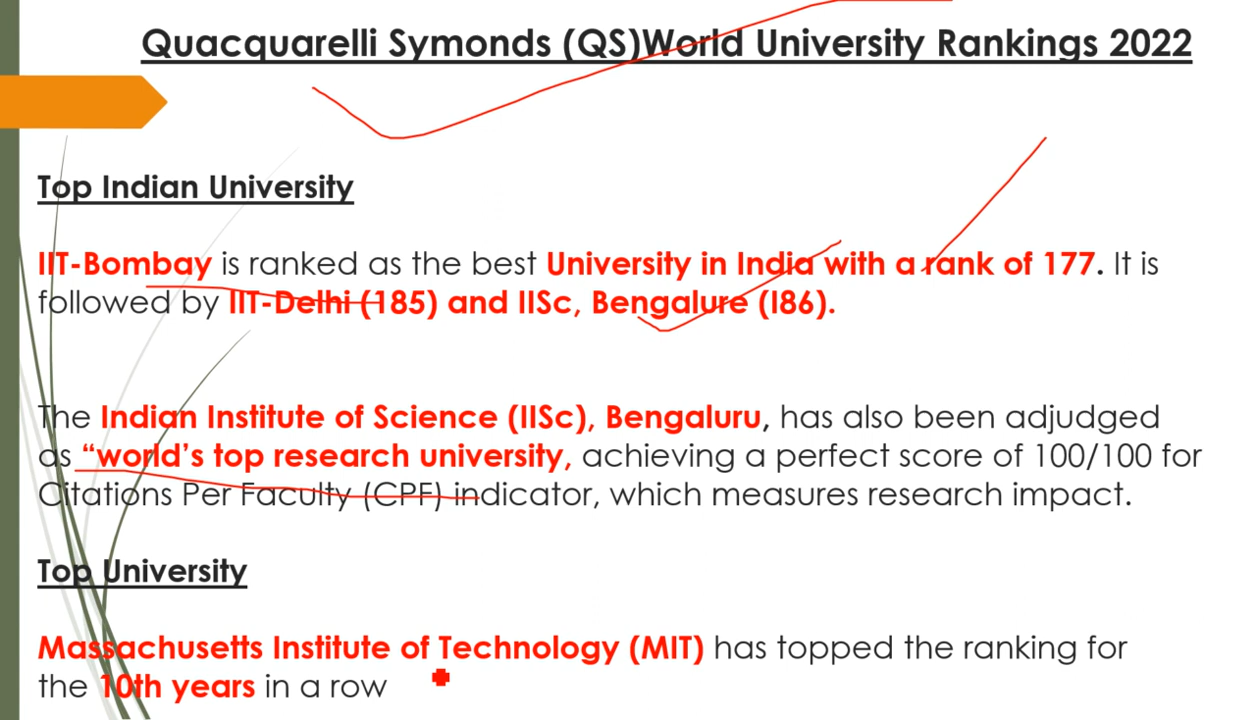 Quacquarelli Symonds (QS)World University Rankings 2022
Top Indian University
IIT-Bombay is ranked as the best University in India with a rank of 177. It is
followed by IIT-Delhi (185) and IISc, Bengalure (I86).
The Indian Institute of Science (IISc), Bengaluru, has also been adjudged
as “world’s top research university, achieving a perfect score of 100/100 for
Citations Per Faculty (CPF) indicator, which measures research impact.
Top University
Massachusetts Institute of Technology (MIT) has topped the ranking for
the 10th years in a row